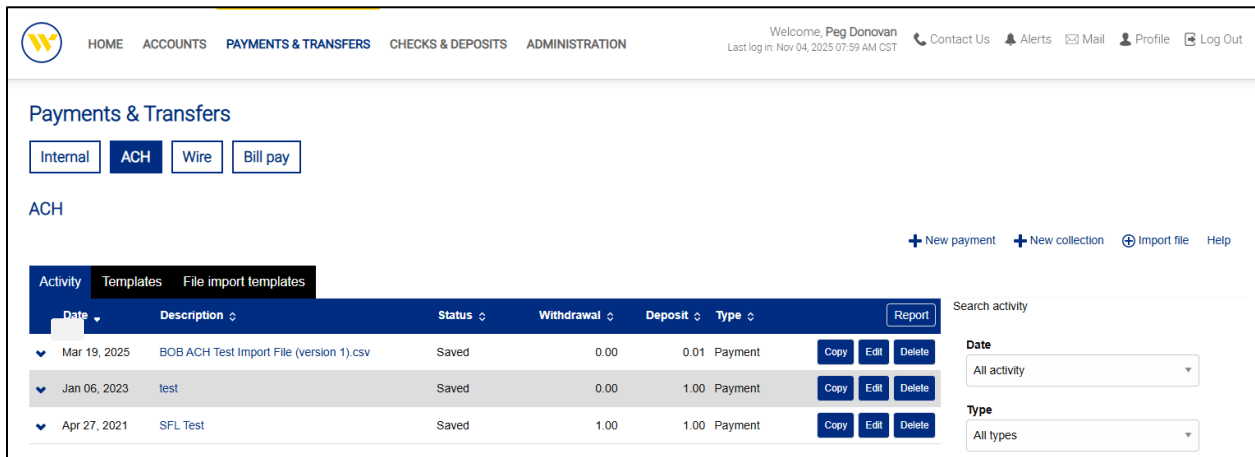 W
HOME ACCOUNTS PAYMENTS & TRANSFERS CHECKS & DEPOSITS ADMINISTRATION
Welcome, Peg Donovan
Last log in: Nov 04, 2025 07:59 AM CST
Contact Us Alerts Mail Profile Log Out
Payments & Transfers
Internal ACH Wire Bill pay
ACH
New payment New collection Import file Help
Activity Templates File import templates
Date Description Status Withdrawal Deposit Type Report
Mar 19, 2025 BOB ACH Test Import File (version 1).csv Saved 0.00 0.01 Payment Copy Edit Delete
Jan 06, 2023 test Saved 0.00 1.00 Payment Copy Edit Delete
Apr 27, 2021 SFL Test Saved 1.00 1.00 Payment Copy Edit Delete
Search activity
Date
All activity
Type
All types